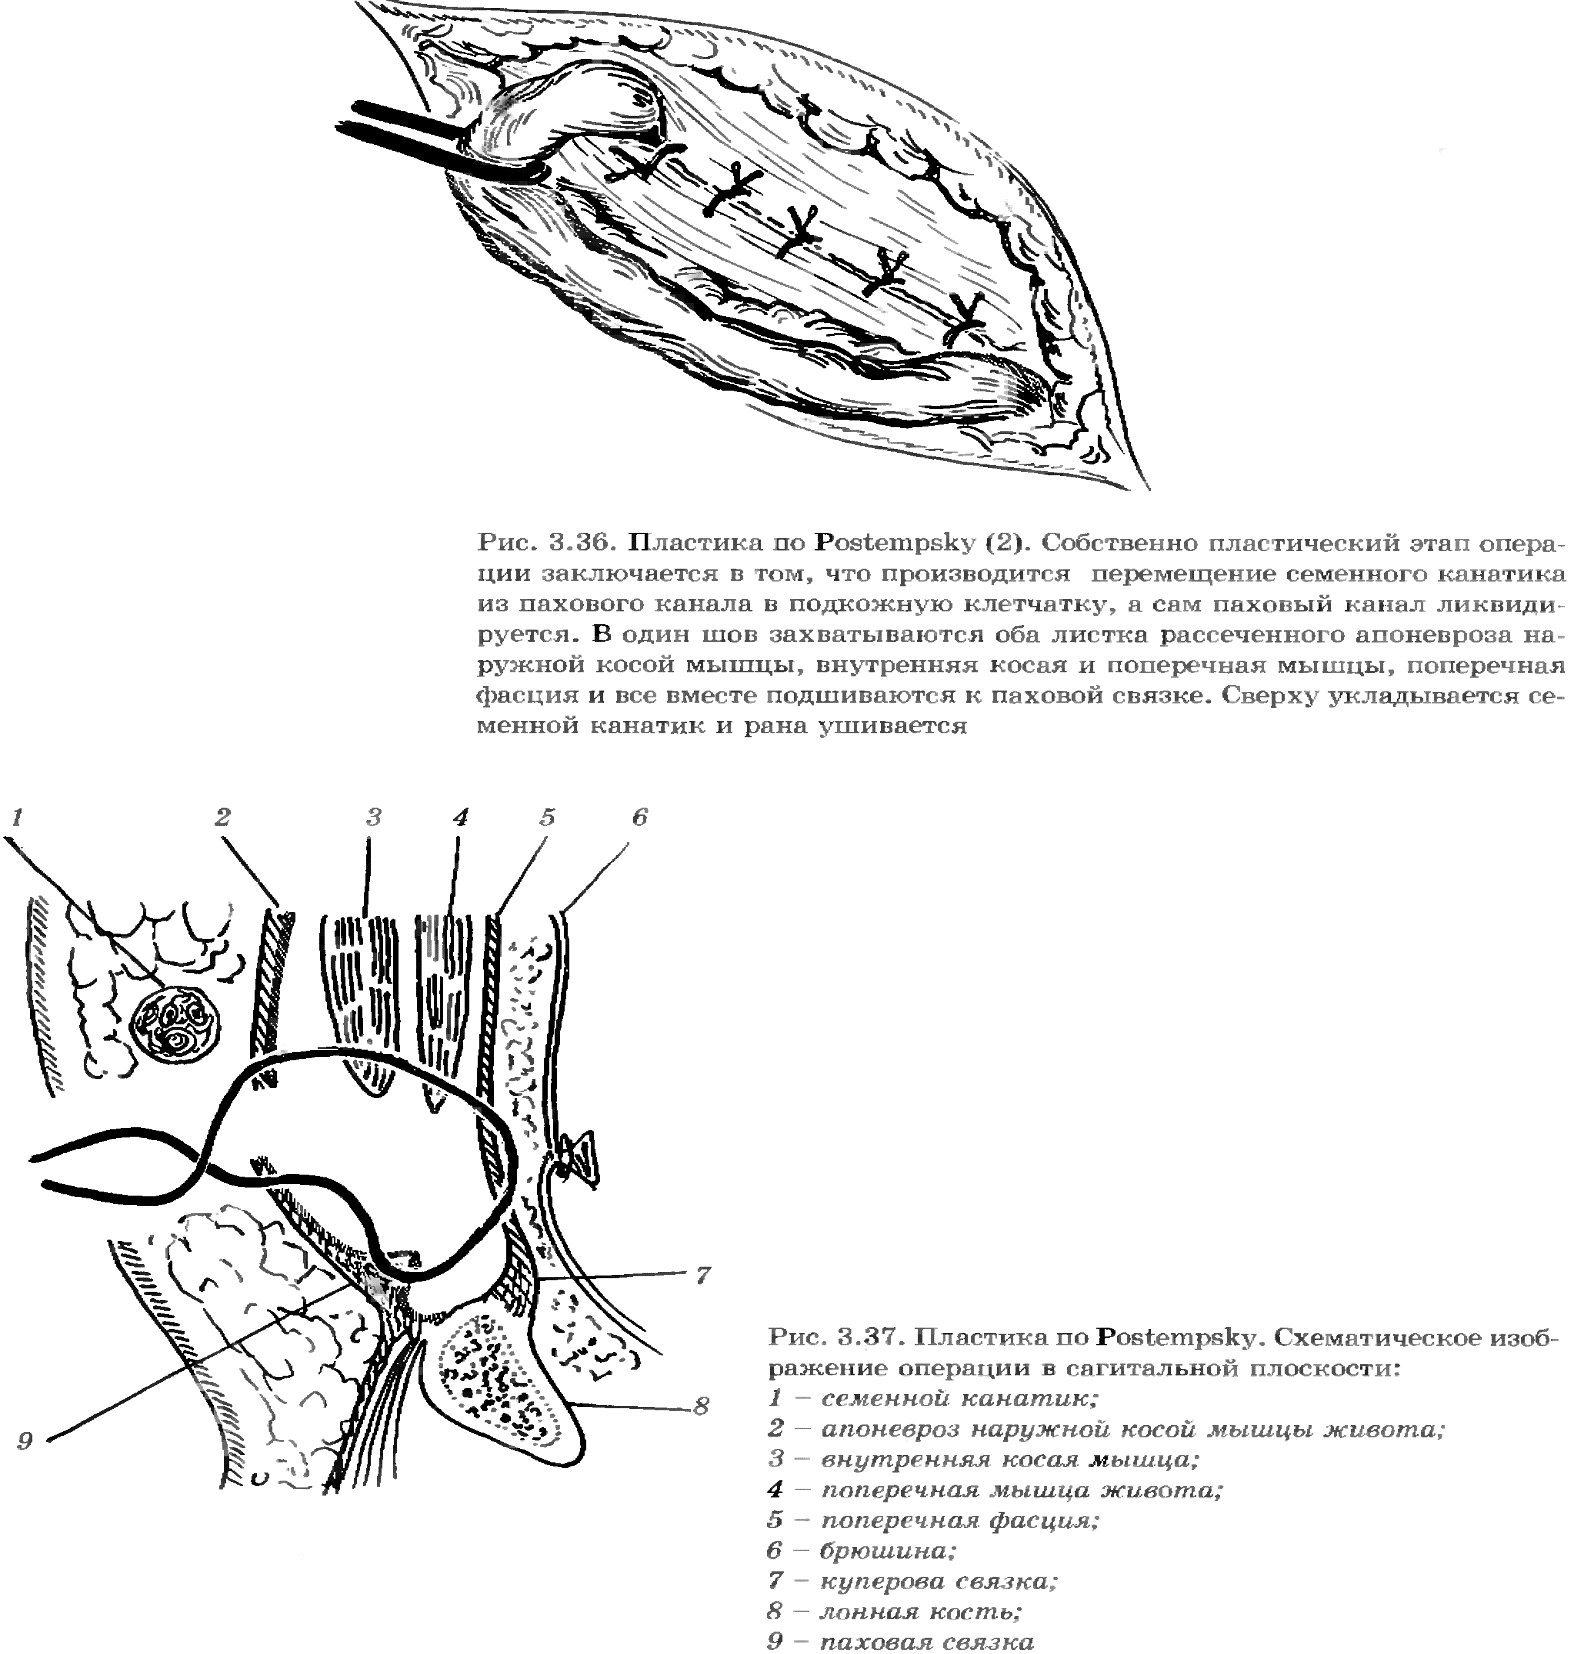 Рис. 3.36. Пластика по Postempsky (2). Собственно пластический этап опера-
ции заключается в том, что производится перемещение семенного канатика
из пахового канала в подкожную клетчатку, а сам паховый канал ликвиди-
руется. В один шов захватываются оба листка рассеченного апоневроза на-
ружной косой мышцы, внутренняя косая и поперечная мышцы, поперечная
фасция и все вместе подшиваются к паховой связке. Сверху укладывается се-
менной канатик и рана ушивается
1 2 3 4 5 6
7
8
9
Рис. 3.37. Пластика по Postempsky. Схематическое изоб-
ражение операции в сагитальной плоскости:
1 – семенной канатик;
2 – апоневроз наружной косой мышцы живота;
3 – внутренняя косая мышца;
4 – поперечная мышца живота;
5 – поперечная фасция;
6 – брюшина;
7 – куперова связка;
8 – лонная кость;
9 – паховая связка